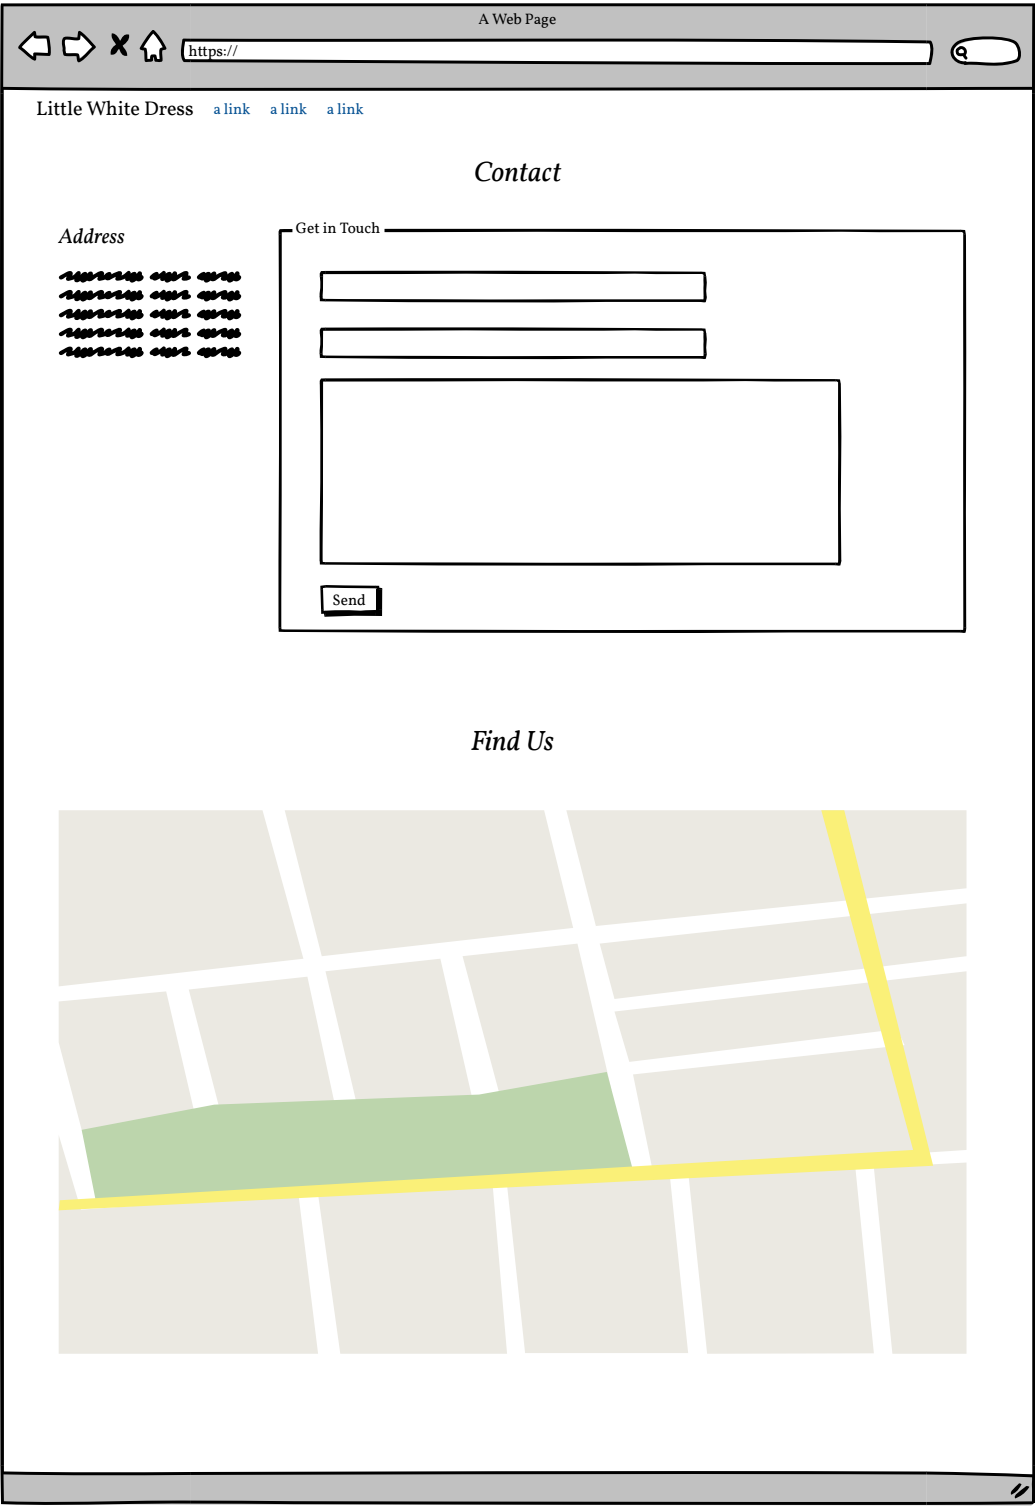 A Web Page
https://
Little White Dress a link a link a link
Contact
Address
Get in Touch
Send
Find Us